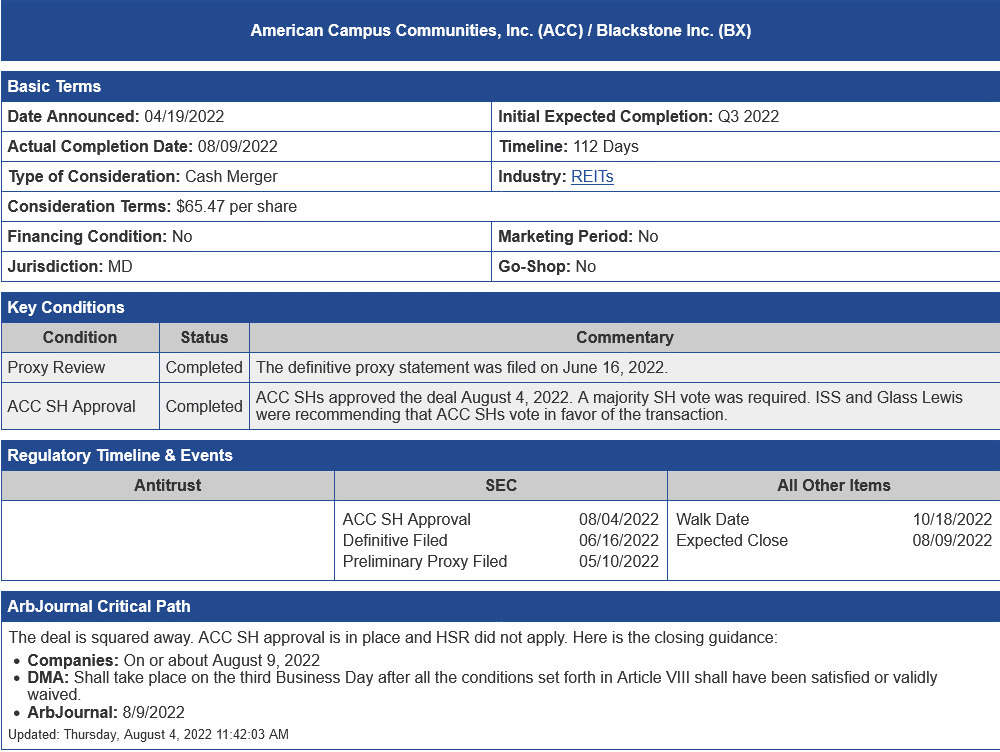 American Campus Communities, Inc. (ACC) / Blackstone Inc. (BX)
Basic Terms
Date Announced: 04/19/2022
Initial Expected Completion: Q3 2022
Actual Completion Date: 08/09/2022
Timeline: 112 Days
Type of Consideration: Cash Merger
Industry: REITs
Consideration Terms: $65.47 per share
Financing Condition: No
Marketing Period: No
Jurisdiction: MD
Go-Shop: No
Key Conditions
Condition Status Commentary
Proxy Review Completed The definitive proxy statement was filed on June 16, 2022.
ACC SH Approval Completed ACC SHs approved the deal August 4, 2022. A majority SH vote was required. ISS and Glass Lewis
were recommending that ACC SHs vote in favor of the transaction.
Regulatory Timeline & Events
Antitrust SEC All Other Items
ACC SH Approval 08/04/2022 Walk Date 10/18/2022
Definitive Filed 06/16/2022 Expected Close 08/09/2022
Preliminary Proxy Filed 05/10/2022
ArbJournal Critical Path
The deal is squared away. ACC SH approval is in place and HSR did not apply. Here is the closing guidance:
• Companies: On or about August 9, 2022
• DMA: Shall take place on the third Business Day after all the conditions set forth in Article VIII shall have been satisfied or validly
waived.
• ArbJournal: 8/9/2022
Updated: Thursday, August 4, 2022 11:42:03 AM